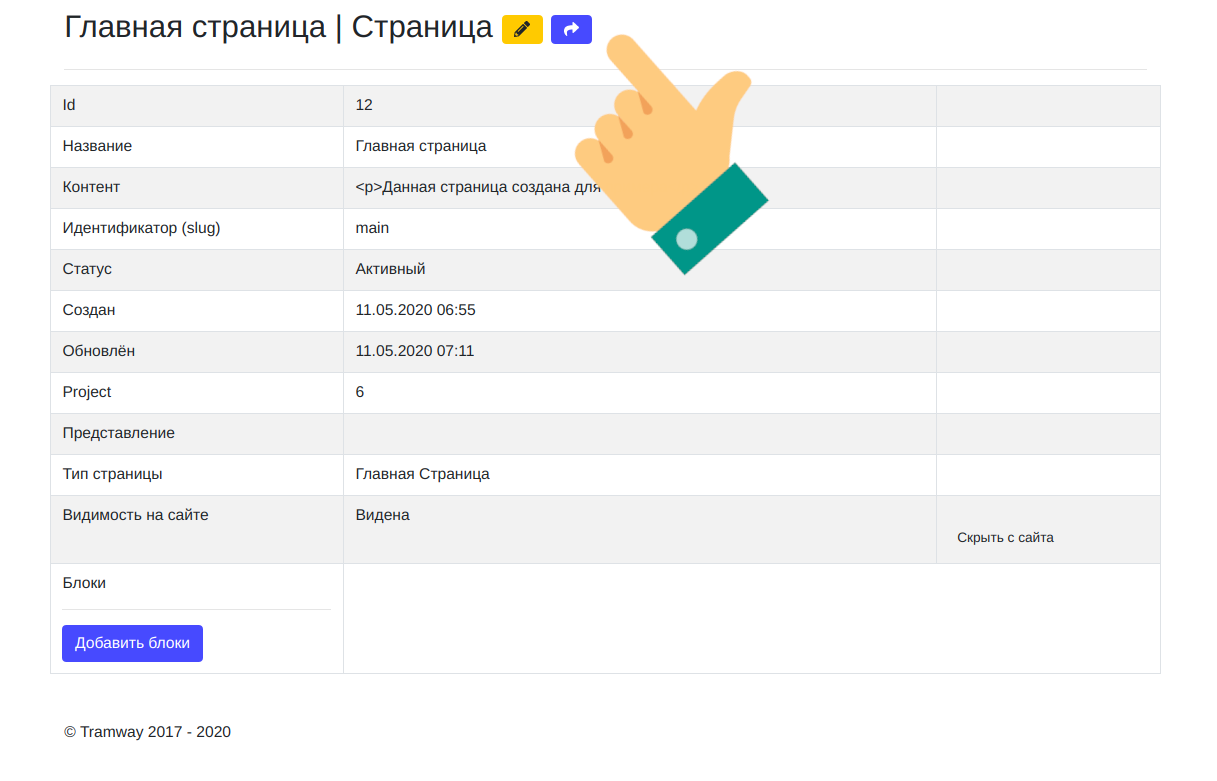 Главная страница | Страница
Id 12
Название Главная страница
Контент <p>Данная страница создана для
Идентификатор (slug) main
Статус Активный
Создан 11.05.2020 06:55
Обновлён 11.05.2020 07:11
Project 6
Представление
Тип страницы Главная Страница
Видимость на сайте Видена
Скрыть с сайта
Блоки
Добавить блоки
© Tramway 2017 - 2020